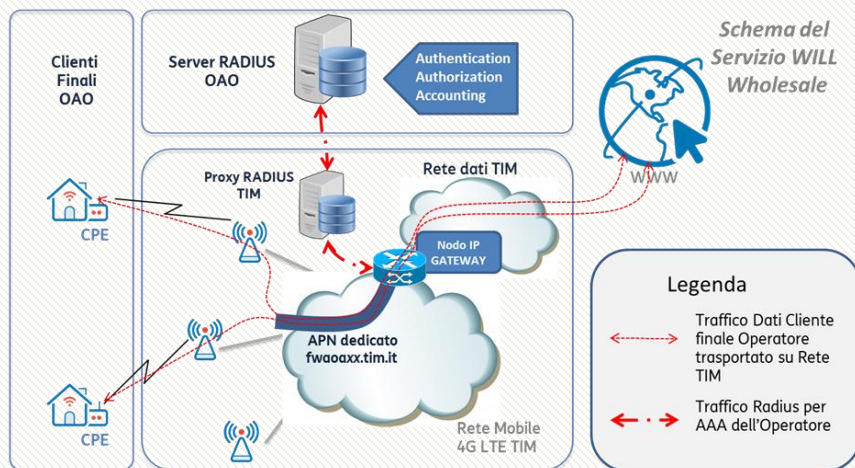 Clienti
Finali
OAO
Server RADIUS
OAO
Authentication
Authorization
Accounting
Schema del
Servizio WILL
Wholesale
www
Proxy RADIUS
TIM
Rete dati TIM
Nodo IP
GATEWAY
CPE
APN dedicato
fwaoaxx.tim.it
CPE
Rete Mobile
4G LTE TIM
Legenda
Traffico Dati Cliente
finale Operatore
trasportato su Rete
TIM
Traffico Radius per
AAA dell'Operatore